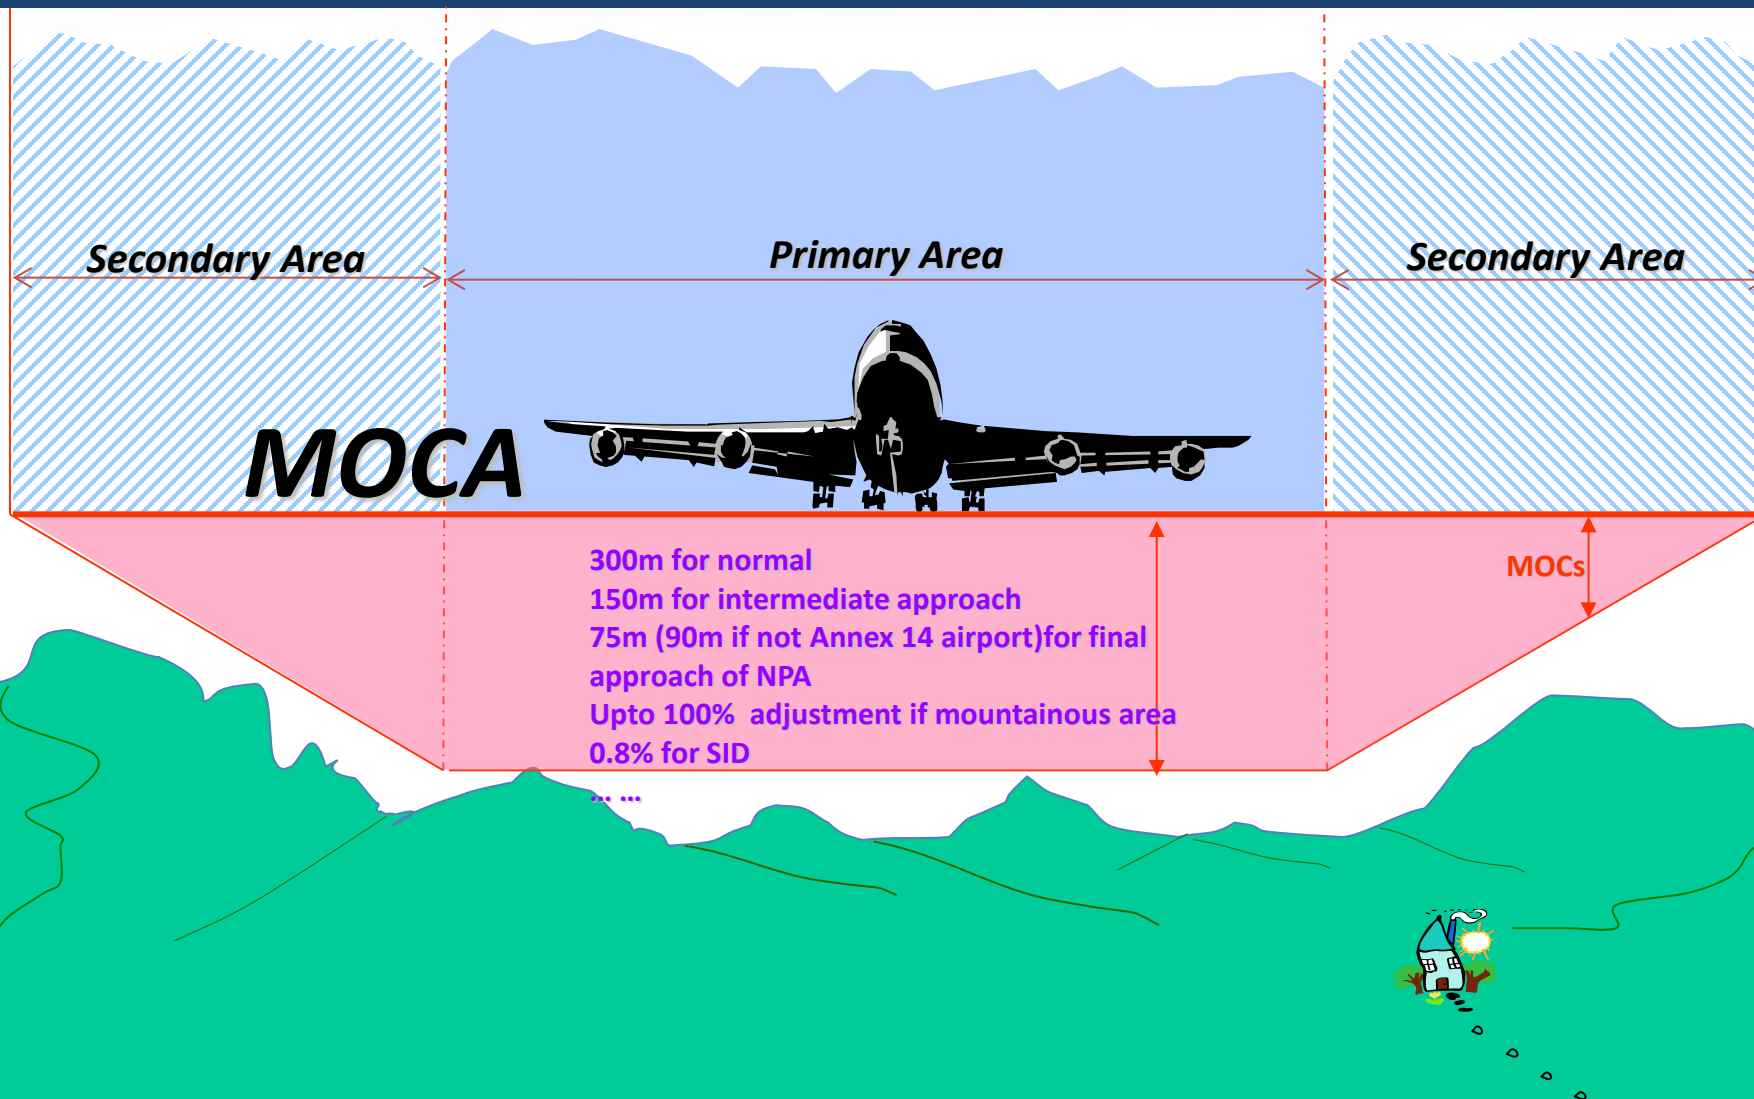 Secondary Area
Primary Area
Secondary Area
MOCA
300m for normal
150m for intermediate approach
75m (90m if not Annex 14 airport)for final
approach of NPA
Upto 100%  adjustment if mountainous area
0.8% for SID
... ...
MOCs